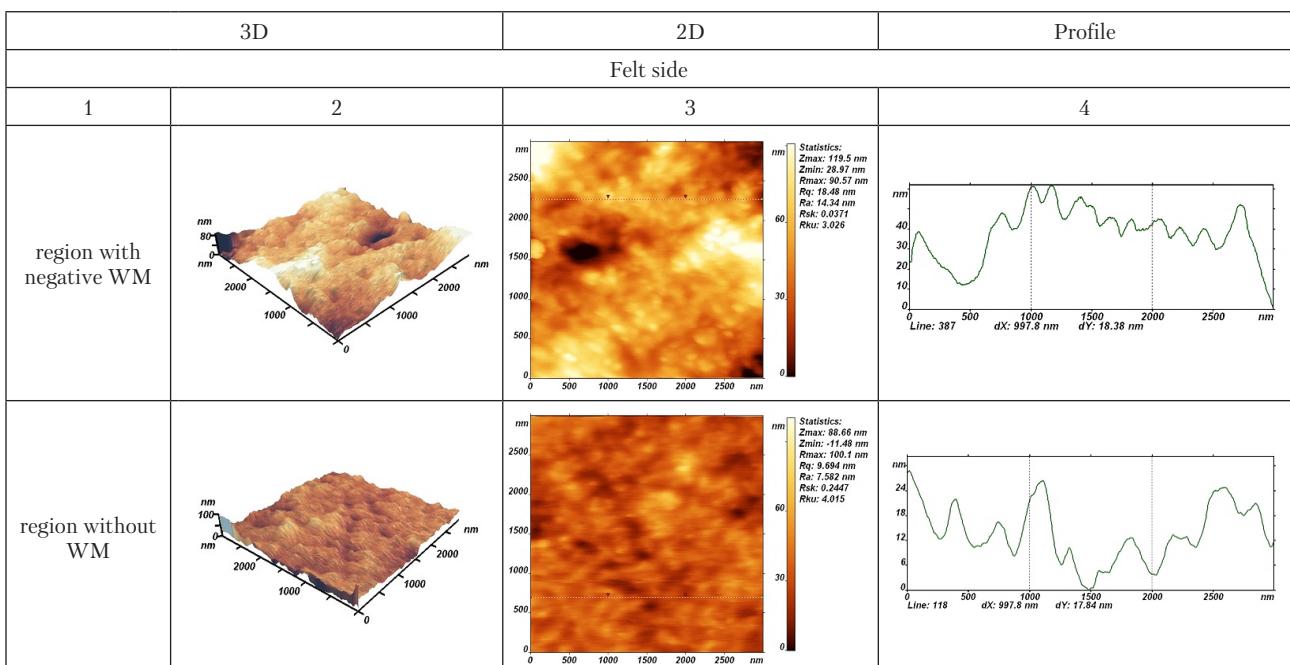 3D 2D Profile
Felt side
1 2 3 4
region with
negative WM
nm
80
40
0
nm
2000
1000
0
1000
2000
nm
nm
2500
2000
1500
1000
500
0
0 500 1000 1500 2000 nm
nm
60
30
0
Statistics:
Zmax: 119.5 nm
Zmin: 28.97 nm
Rmax: 90.57 nm
Rq: 18.48 nm
Ra: 14.34 nm
Rsk: 0.0371
Rku: 3.026
nm
40
30
20
10
0
0 500 1000 1500 2000 2500 nm
Line: 387 dX: 997.8 nm dY: 18.38 nm
region without
WM
nm
100
0
nm
2000
1000
0
1000
2000
nm
nm
2500
2000
1500
1000
500
0
0 500 1000 1500 2000 nm
nm
60
30
0
Statistics:
Zmax: 88.66 nm
Zmin: -11.48 nm
Rmax: 100.1 nm
Rq: 9.694 nm
Ra: 7.582 nm
Rsk: 0.2447
Rku: 4.015
nm
24
18
12
6
0
0 500 1000 1500 2000 2500 nm
Line: 118 dX: 997.8 nm dY: 17.84 nm